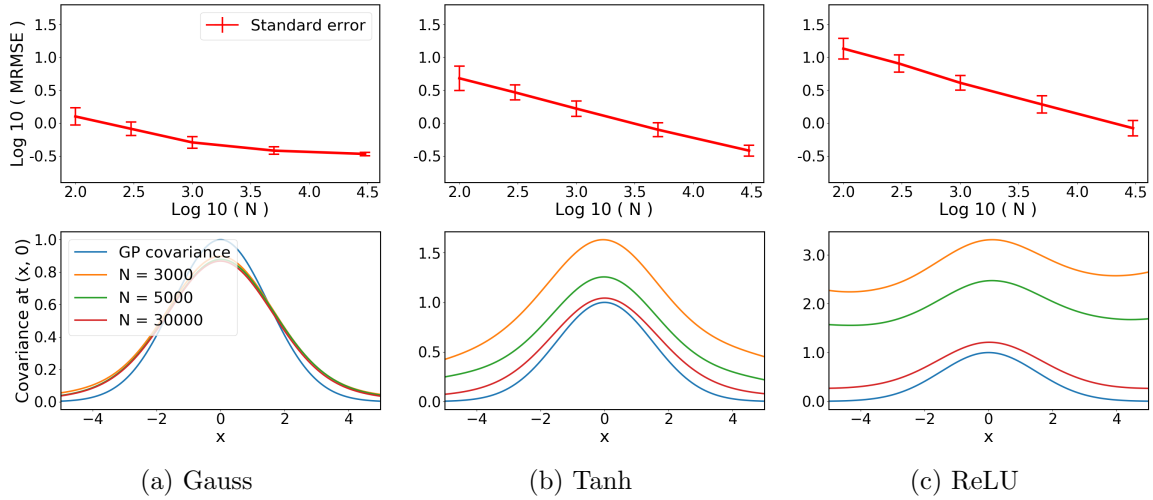 Log 10 ( MRMSE )
1.5
1.0
0.5
0.0
-0.5
Standard error
2.0 2.5 3.0 3.5 4.0 4.5
Log 10 ( N )
1.5
1.0
0.5
0.0
-0.5
2.0 2.5 3.0 3.5 4.0 4.5
Log 10 ( N )
1.5
1.0
0.5
0.0
-0.5
2.0 2.5 3.0 3.5 4.0 4.5
Log 10 ( N )
Covariance at (x, 0)
1.0
0.8
0.6
0.4
0.2
0.0
GP covariance
N = 3000
N = 5000
N = 30000
−4 −2 0 2 4
x
1.5
1.0
0.5
0.0
−4 −2 0 2 4
x
3.0
2.0
1.0
0.0
−4 −2 0 2 4
x
(a) Gauss
(b) Tanh
(c) ReLU